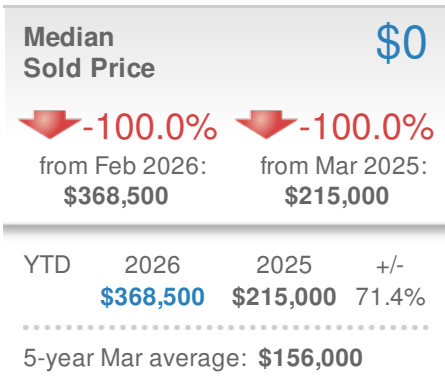 Median $0
Sold Price
-100.0% -100.0%
from Feb 2026: from Mar 2025:
$368,500 $215,000
YTD 2026 2025 +/-
$368,500 $215,000 71.4%
5-year Mar average: $156,000